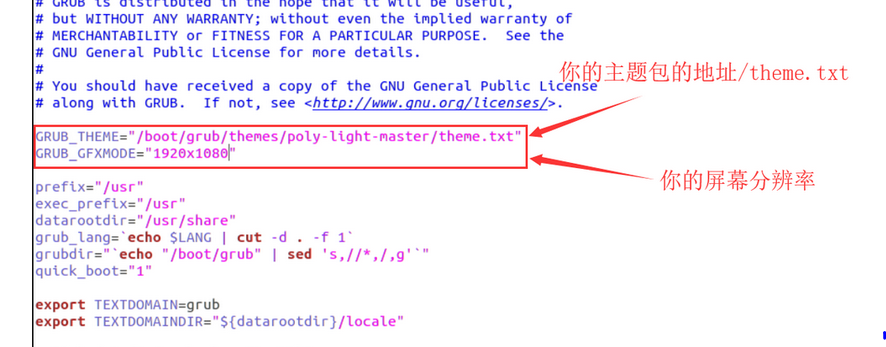 # GRUB is distributed in the hope that it will be useful,
# but WITHOUT ANY WARRANTY; without even the implied warranty of
# MERCHANTABILITY or FITNESS FOR A PARTICULAR PURPOSE.  See the
# GNU General Public License for more details.
#
# You should have received a copy of the GNU General Public License
# along with GRUB.  If not, see <http://www.gnu.org/licenses/>.
你的主题包的地址/theme.txt
GRUB_THEME="/boot/grub/themes/poly-light-master/theme.txt"
GRUB_GFXMODE="1920x1080"
你的屏幕分辨率
prefix="/usr"
exec_prefix="/usr"
datarootdir="/usr/share"
grub_lang=`echo $LANG | cut -d . -f 1`
grubdir="`echo "/boot/grub" | sed 's,//*,/,g'`"
quick_boot="1"
export TEXTDOMAIN=grub
export TEXTDOMAINDIR="${datarootdir}/locale"